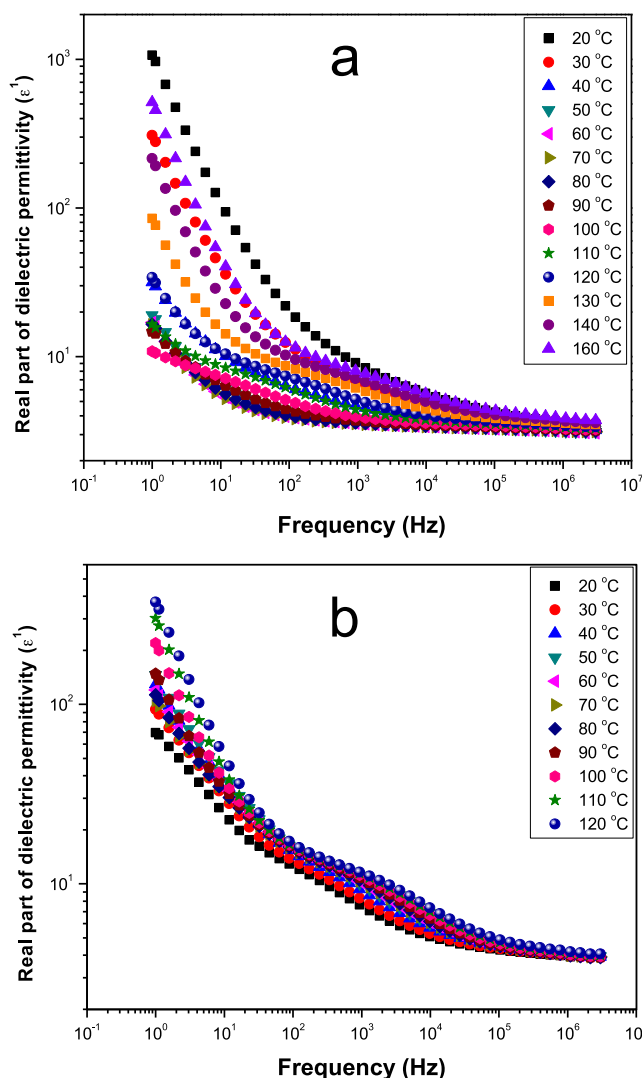 a
Real part of dielectric permittivity (ε¹)
10³
10²
10¹
10⁻¹ 10⁰ 10¹ 10² 10³ 10⁴ 10⁵ 10⁶ 10⁷
Frequency (Hz)
20 °C
30 °C
40 °C
50 °C
60 °C
70 °C
80 °C
90 °C
100 °C
110 °C
120 °C
130 °C
140 °C
160 °C
b
Real part of dielectric permittivity (ε¹)
10²
10¹
10⁻¹ 10⁰ 10¹ 10² 10³ 10⁴ 10⁵ 10⁶ 10
Frequency (Hz)
20 °C
30 °C
40 °C
50 °C
60 °C
70 °C
80 °C
90 °C
100 °C
110 °C
120 °C